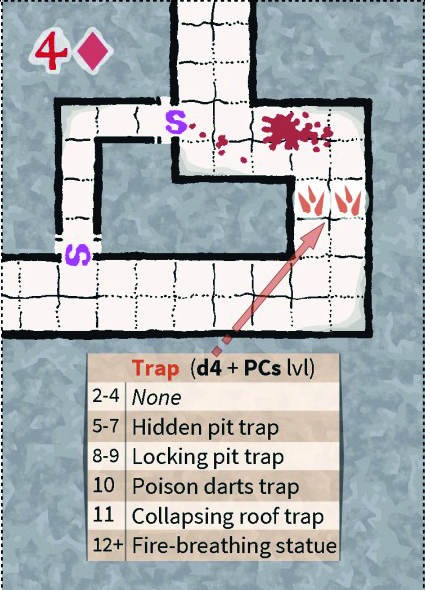 4♦
S
S
Trap (d4 + PCs lvl)
2-4 None
5-7 Hidden pit trap
8-9 Locking pit trap
10 Poison darts trap
11 Collapsing roof trap
12+ Fire-breathing statue